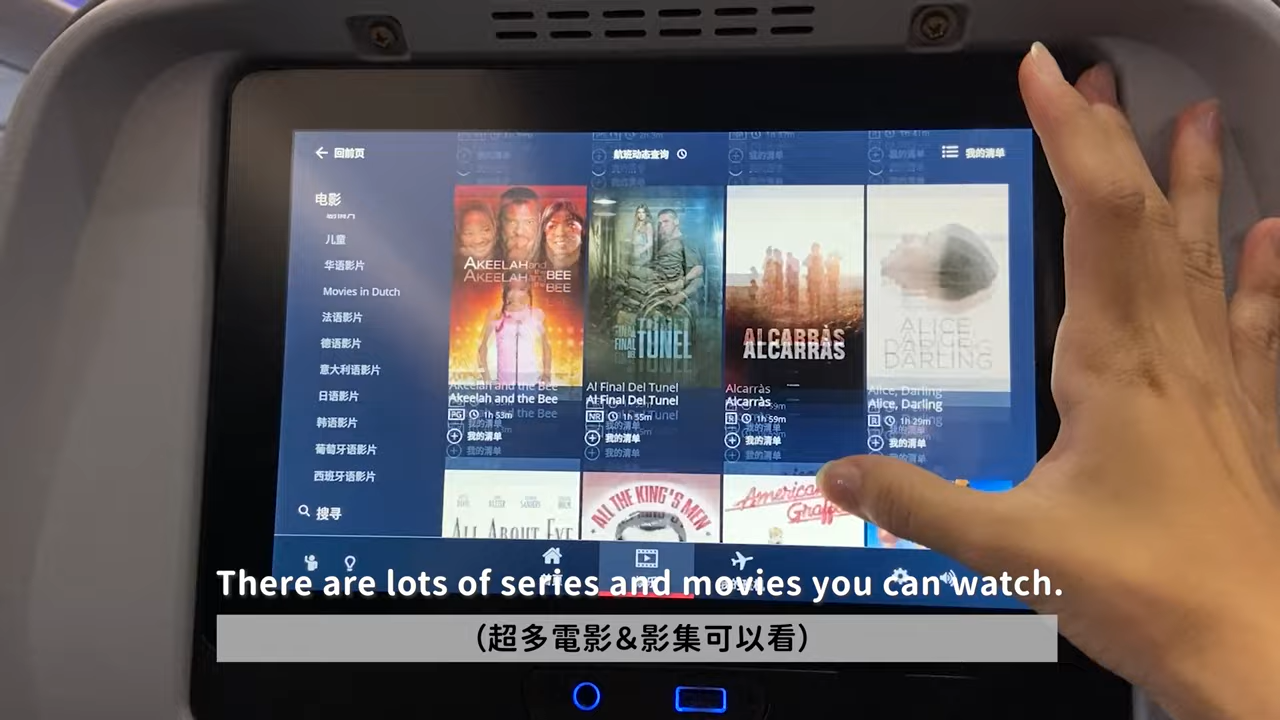 回前页
航班动态查询
我的清单
电影
儿童
华语影片
Movies in Dutch
法语影片
德语影片
意大利语影片
日语影片
韩语影片
葡萄牙语影片
西班牙语影片
搜寻
AKEELAH and the BEE
AL FINAL DEL TUNEL
ALCARRÀS
ALICE, DARLING
Akeelah and the Bee
PG 1h 53m
我的清单
Al Final Del Tunel
NR 1h 55m
我的清单
Alcarràs
R 1h 59m
我的清单
Alice, Darling
R 1h 29m
我的清单
ALL ABOUT EVE
ALL THE KING'S MEN
American Graff
There are lots of series and movies you can watch.
(超多電影&影集可以看)